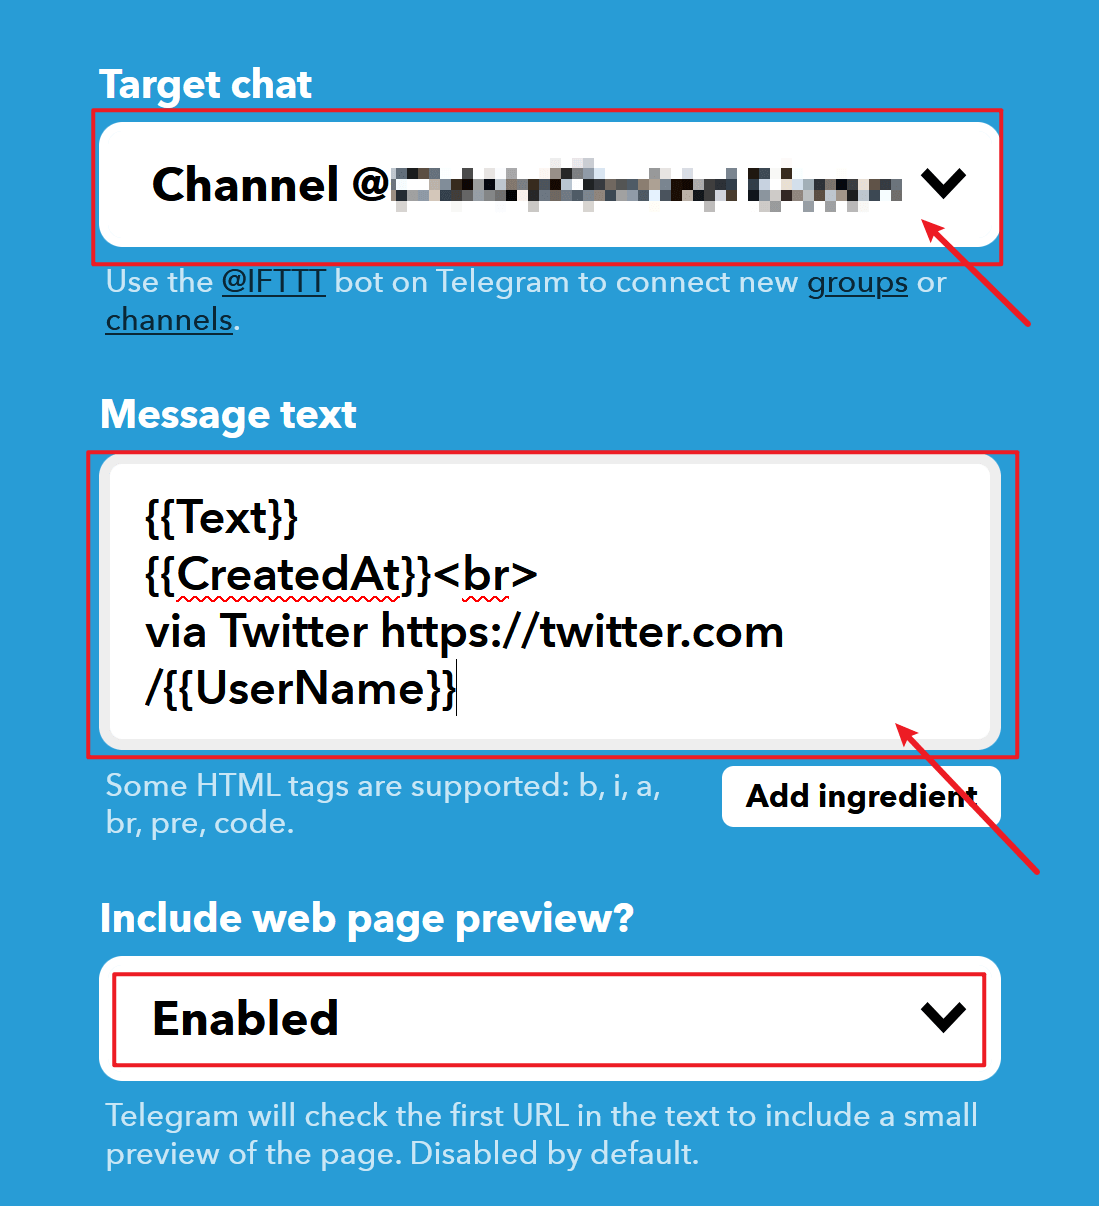 Target chat
Channel @
Use the @IFTTT bot on Telegram to connect new groups or
channels.
Message text
{{Text}}
{{CreatedAt}}<br>
via Twitter https://twitter.com
/{{UserName}}
Some HTML tags are supported: b, i, a,
br, pre, code.
Add ingredient
Include web page preview?
Enabled
Telegram will check the first URL in the text to include a small
preview of the page. Disabled by default.